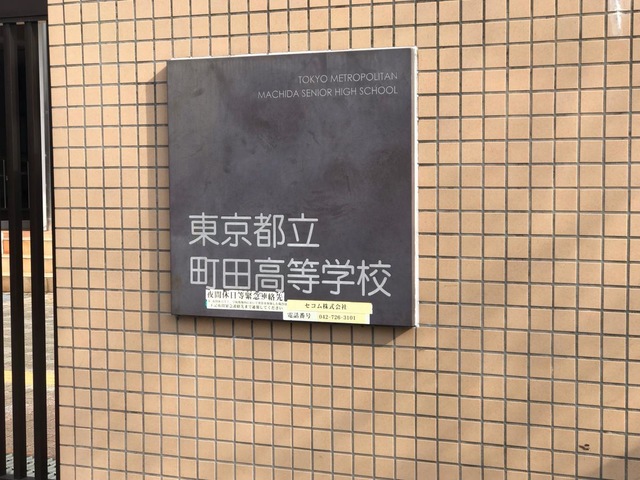 TOKYO METROPOLITAN
MACHIDA SENIOR HIGH SCHOOL
東京都立
町田高等学校
夜間休日等緊急連絡先
セコム株式会社
電話番号 042-726-3101